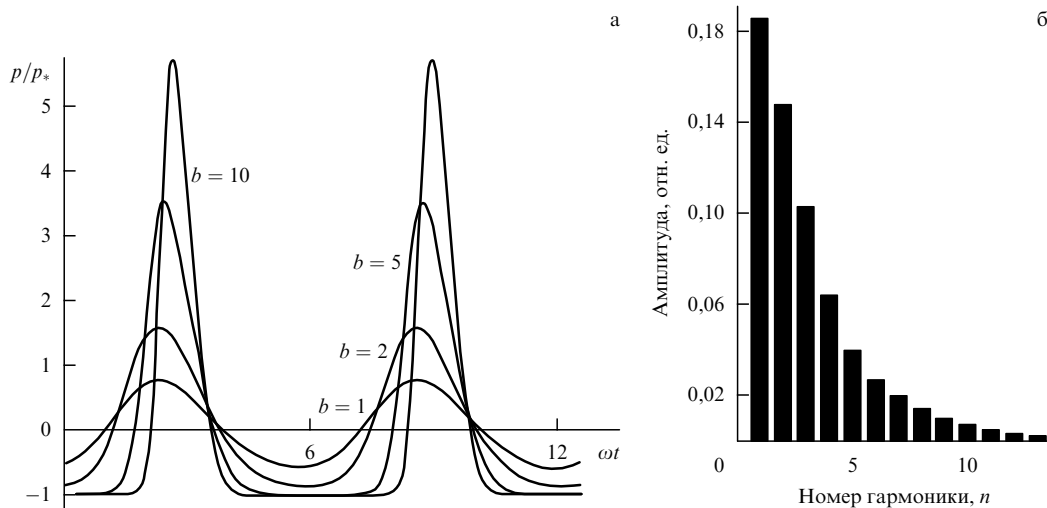 а
p/p*
5
4
3
2
1
0
−1
b = 10
b = 5
b = 2
b = 1
6
12
ωt
б
Амплитуда, отн. ед.
0,18
0,14
0,10
0,06
0,02
0
5
10
Номер гармоники, n